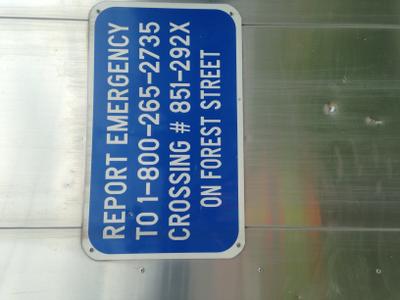 REPORT EMERGENCY
TO 1-800-265-2735
CROSSING # 851-292X
ON FOREST STREET